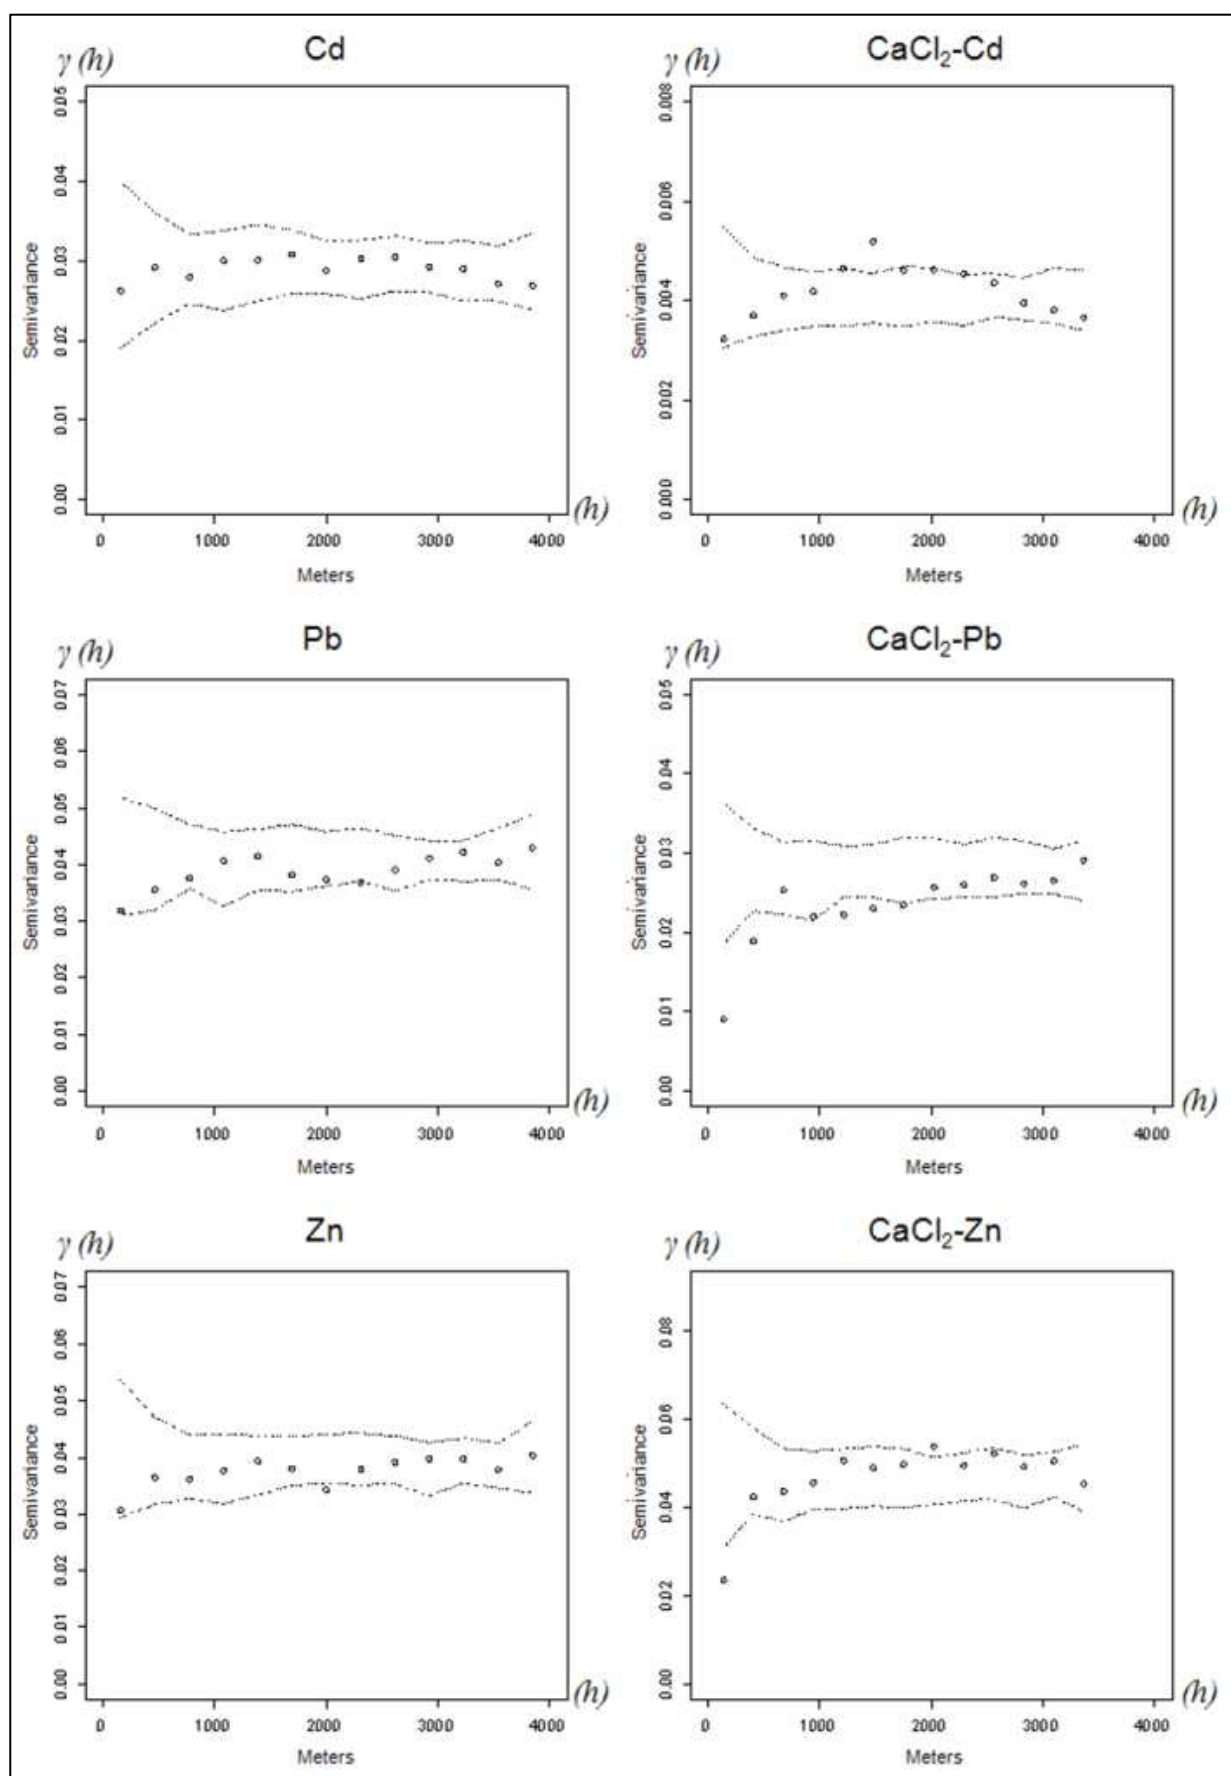 Cd
γ (h)
0.05
0.04
0.03
0.02
0.01
0.00
Semivariance
(h)
0 1000 2000 3000 4000
Meters
CaCl₂-Cd
γ (h)
0.008
0.006
0.004
0.002
0.000
Semivariance
(h)
0 1000 2000 3000 4000
Meters
Pb
γ (h)
0.07
0.06
0.05
0.04
0.03
0.02
0.01
0.00
Semivariance
(h)
0 1000 2000 3000 4000
Meters
CaCl₂-Pb
γ (h)
0.05
0.04
0.03
0.02
0.01
0.00
Semivariance
(h)
0 1000 2000 3000 4000
Meters
Zn
γ (h)
0.07
0.06
0.05
0.04
0.03
0.02
0.01
0.00
Semivariance
(h)
0 1000 2000 3000 4000
Meters
CaCl₂-Zn
γ (h)
0.08
0.06
0.04
0.02
0.00
Semivariance
(h)
0 1000 2000 3000 4000
Meters